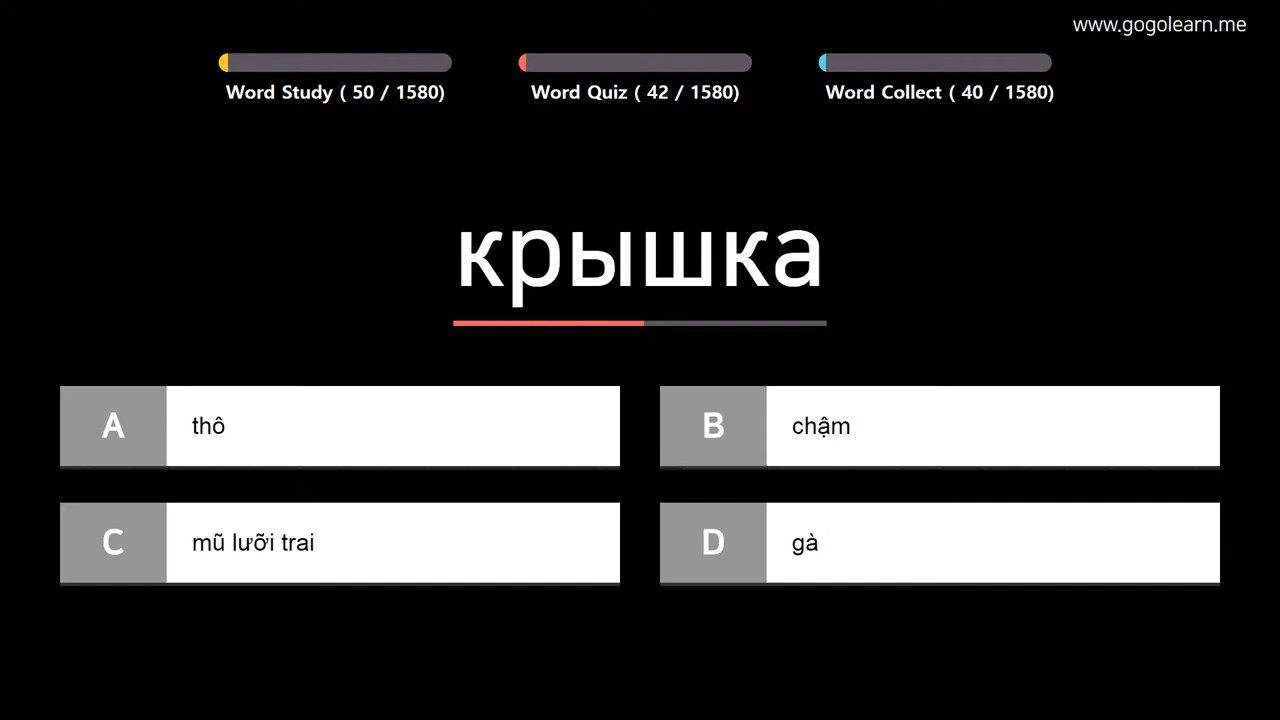 www.gogolearn.me
Word Study ( 50 / 1580)
Word Quiz ( 42 / 1580)
Word Collect ( 40 / 1580)
крышка
A thô
B chậm
C mũ lưỡi trai
D gà